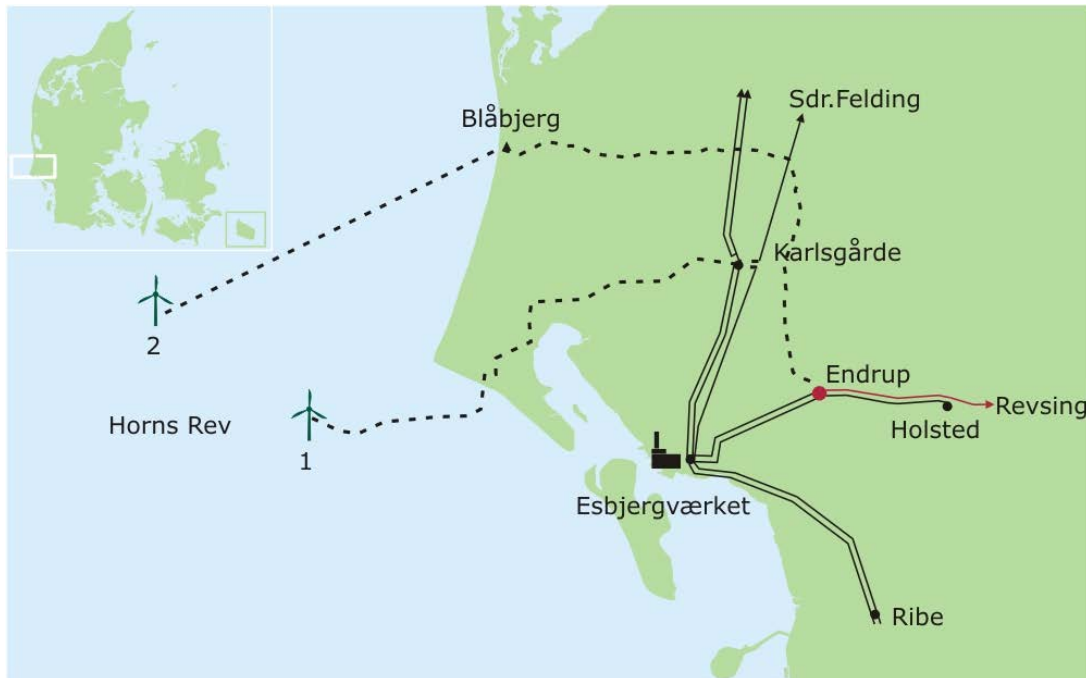 Sdr.Felding
Blåbjerg
Karlsgårde
2
Endrup
Revsing
Horns Rev
Holsted
1
Esbjergværket
Ribe